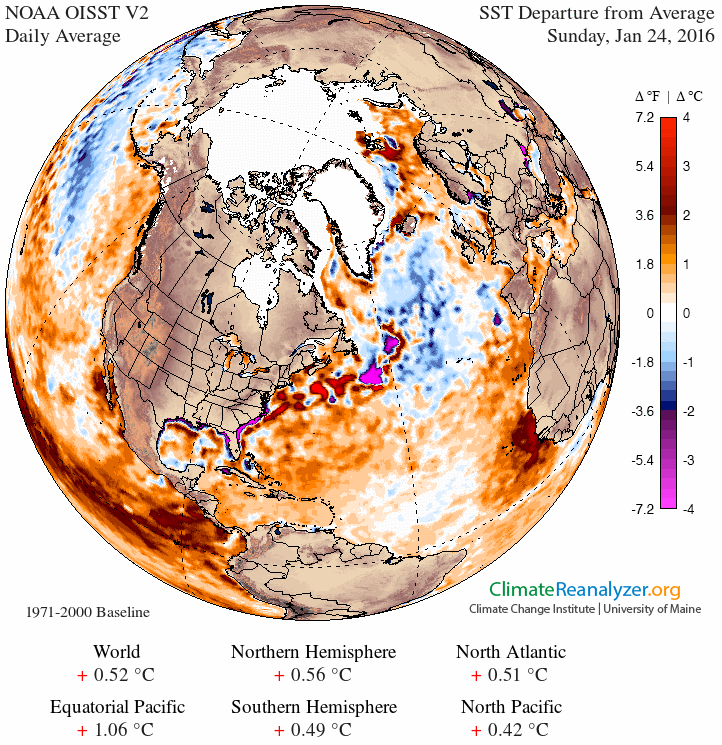 NOAA OISST V2
Daily Average
SST Departure from Average
Sunday, Jan 24, 2016
Δ °F | Δ °C
7.2 4
5.4 3
3.6 2
1.8 1
0 0
-1.8 -1
-3.6 -2
-5.4 -3
-7.2 -4
ClimateReanalyzer.org
Climate Change Institute | University of Maine
1971-2000 Baseline
World
+ 0.52 °C
Northern Hemisphere
+ 0.56 °C
North Atlantic
+ 0.51 °C
Equatorial Pacific
+ 1.06 °C
Southern Hemisphere
+ 0.49 °C
North Pacific
+ 0.42 °C